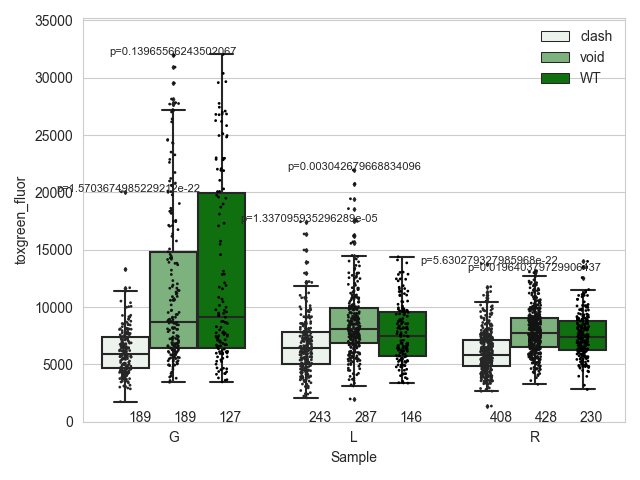 35000
30000
25000
20000
15000
10000
5000
0
toxgreen_fluor
clash
void
WT
p=0.13965566243502067
p=0.003042679668834096
p=1.337095935296289e-05
p=5.630279327985968e-22
189
189
127
243
287
146
408
428
230
G
L
R
Sample